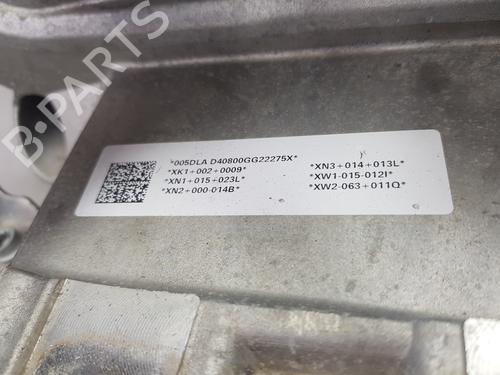 *005DLA D40800GG22275X*
*XK1+002+0009*
*XN1+015+023L*
*XN2+000-014B*
*XN3+014+013L*
*XW1-015-012I*
*XW2-063+011Q*
B-PARTS